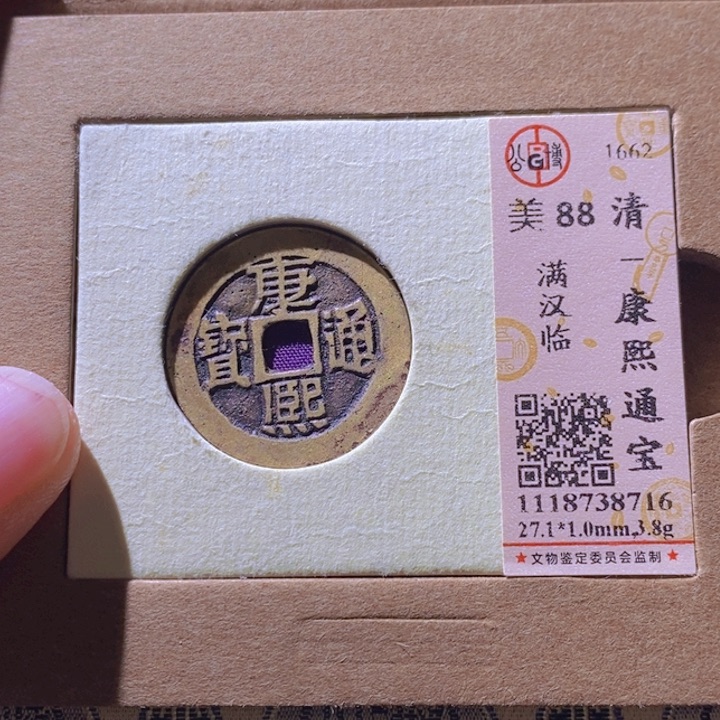 康熙通寶
1662
美 88
清—康熙通宝
满汉临
1118738716
27.1*1.0mm,3.8g
★文物鉴定委员会监制★